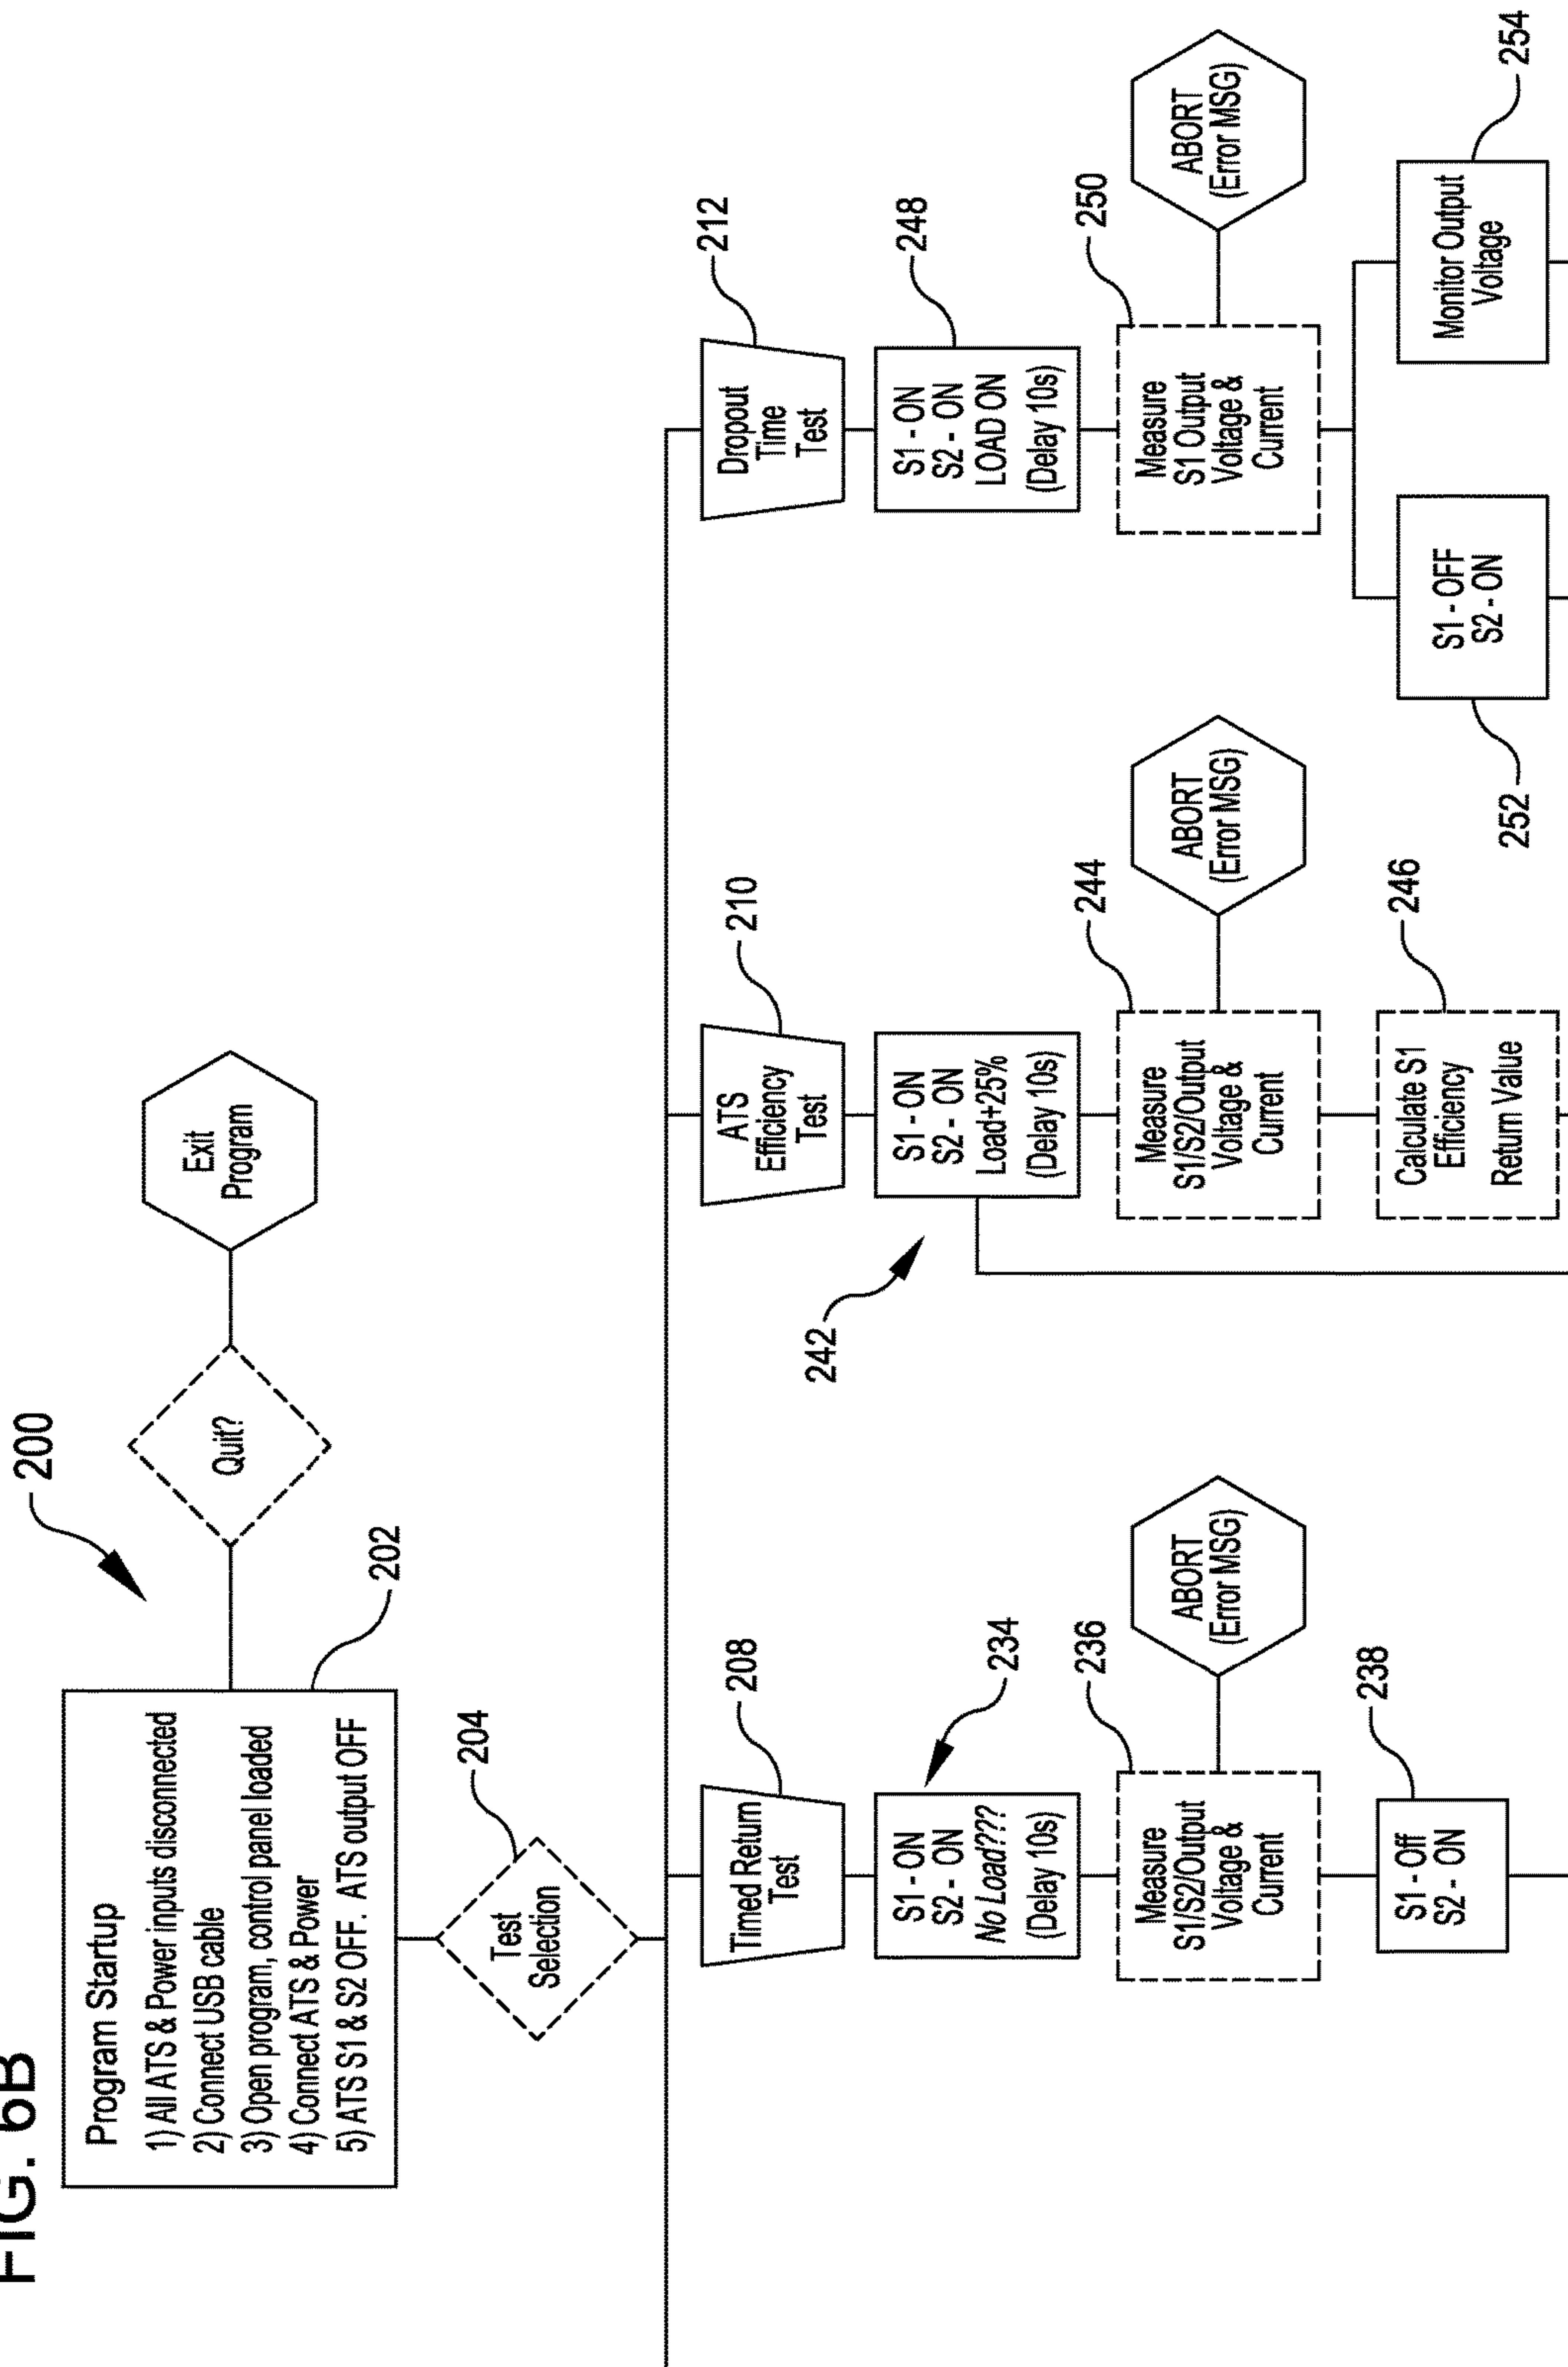 FIG. 6B
200
Program Startup
1) All ATS & Power inputs disconnected
2) Connect USB cable
3) Open program, control panel loaded
4) Connect ATS & Power
5) ATS S1 & S2 OFF. ATS output OFF
202
Quit?
Exit
Program
Test
Selection
204
Timed Return
Test
208
S1 - ON
S2 - ON
No Load???
(Delay 10s)
234
Measure
S1/S2/Output
Voltage &
Current
236
ABORT
(Error MSG)
S1 - Off
S2 - ON
238
ATS
Efficiency
Test
210
S1 - ON
S2 - ON
Load+25%
(Delay 10s)
242
Measure
S1/S2/Output
Voltage &
Current
244
ABORT
(Error MSG)
Calculate S1
Efficiency
Return Value
246
Dropout
Time
Test
212
S1 - ON
S2 - ON
LOAD ON
(Delay 10s)
248
Measure
S1 Output
Voltage &
Current
250
ABORT
(Error MSG)
S1 - OFF
S2 - ON
252
Monitor Output
Voltage
254